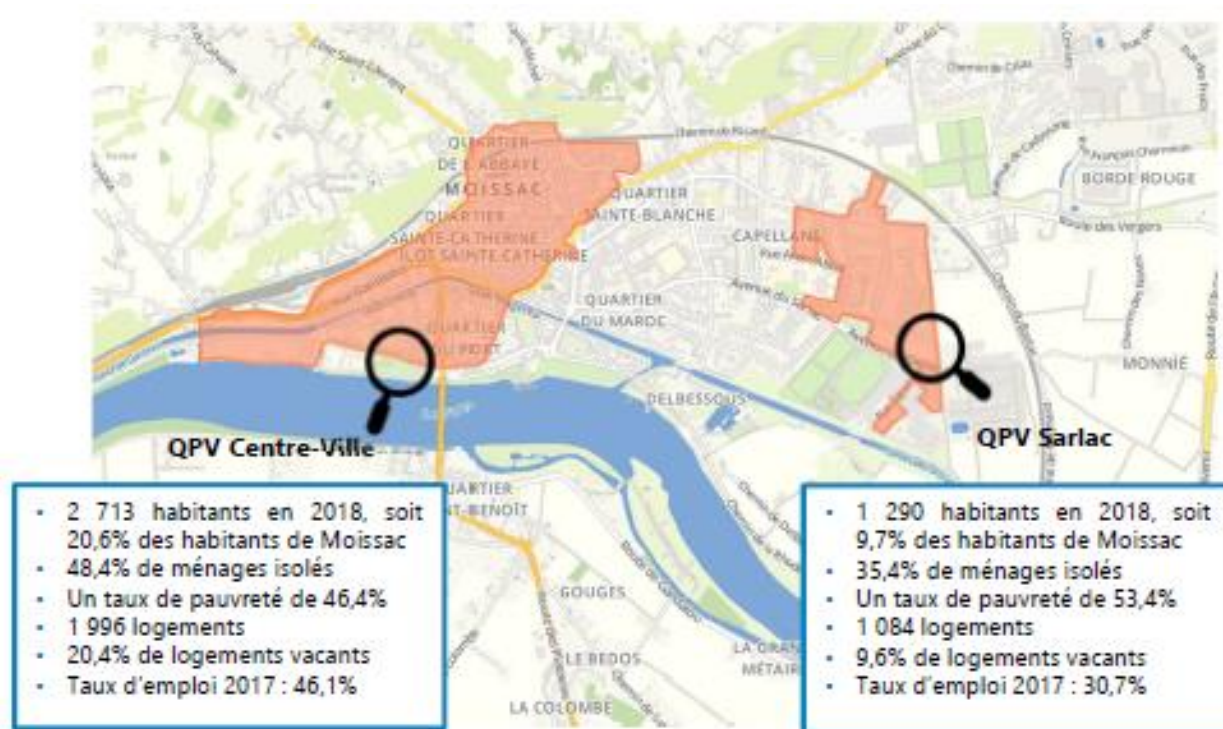 QUARTIER
DE L'ABBAYE
MOISSAC
QUARTIER
SAINTE-CATHERINE
ILOT SAINTE CATHERINE
QUARTIER
SAINTE-BLANCHE
CAPELLANE
BORDE ROUGE
QUARTIER
DU MAROC
QUARTIER
DU PORT
MONNIÉ
DELBESSOUS
QPV Centre-Ville
QPV Sarlac
• 2 713 habitants en 2018, soit
20,6% des habitants de Moissac
• 48,4% de ménages isolés
• Un taux de pauvreté de 46,4%
• 1 996 logements
• 20,4% de logements vacants
• Taux d'emploi 2017 : 46,1%
• 1 290 habitants en 2018, soit
9,7% des habitants de Moissac
• 35,4% de ménages isolés
• Un taux de pauvreté de 53,4%
• 1 084 logements
• 9,6% de logements vacants
• Taux d'emploi 2017 : 30,7%
GOUGES
LE BEDOS
LA COLOMBE